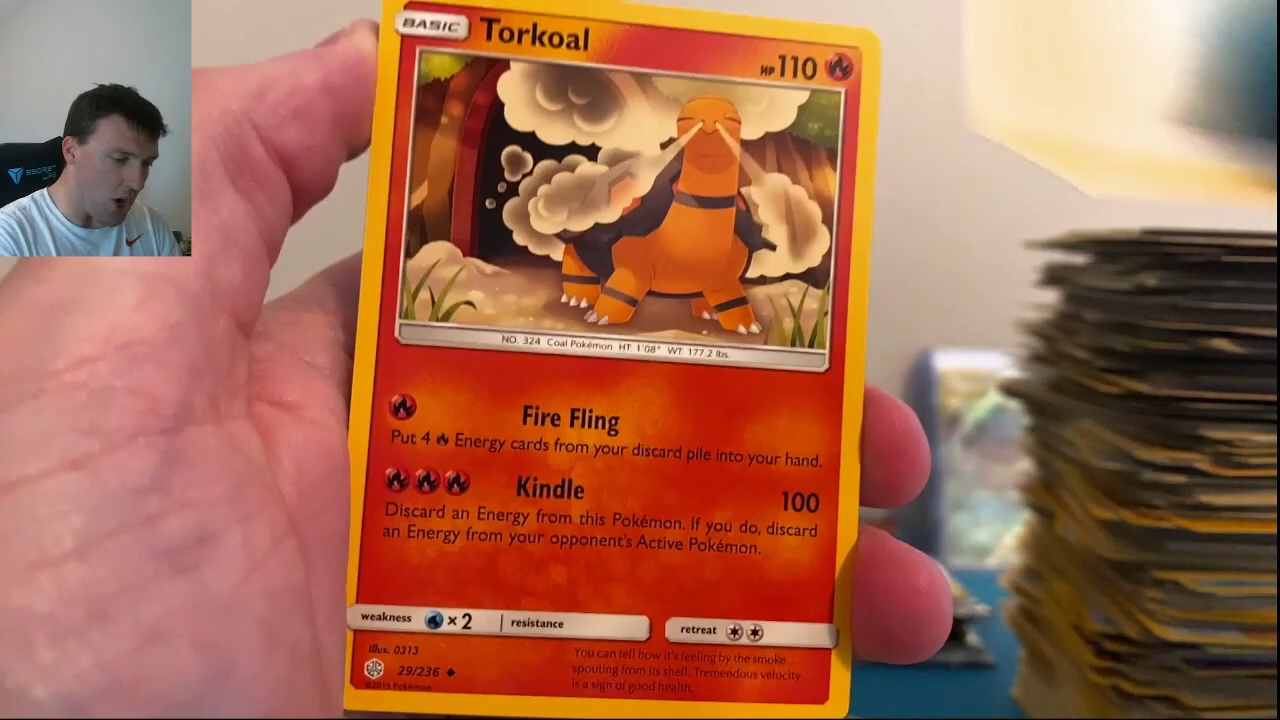 BASIC Torkoal
HP 110
NO. 324 Coal Pokémon HT: 1'08" WT: 177.2 lbs.
Fire Fling
Put 4 Energy cards from your discard pile into your hand.
Kindle 100
Discard an Energy from this Pokémon. If you do, discard
an Energy from your opponent's Active Pokémon.
weakness ×2 resistance
retreat
Illus. 0313
29/236
©2019 Pokémon
You can tell how it's feeling by the smoke
spouting from its shell. Tremendous velocity
is a sign of good health.
SECRET